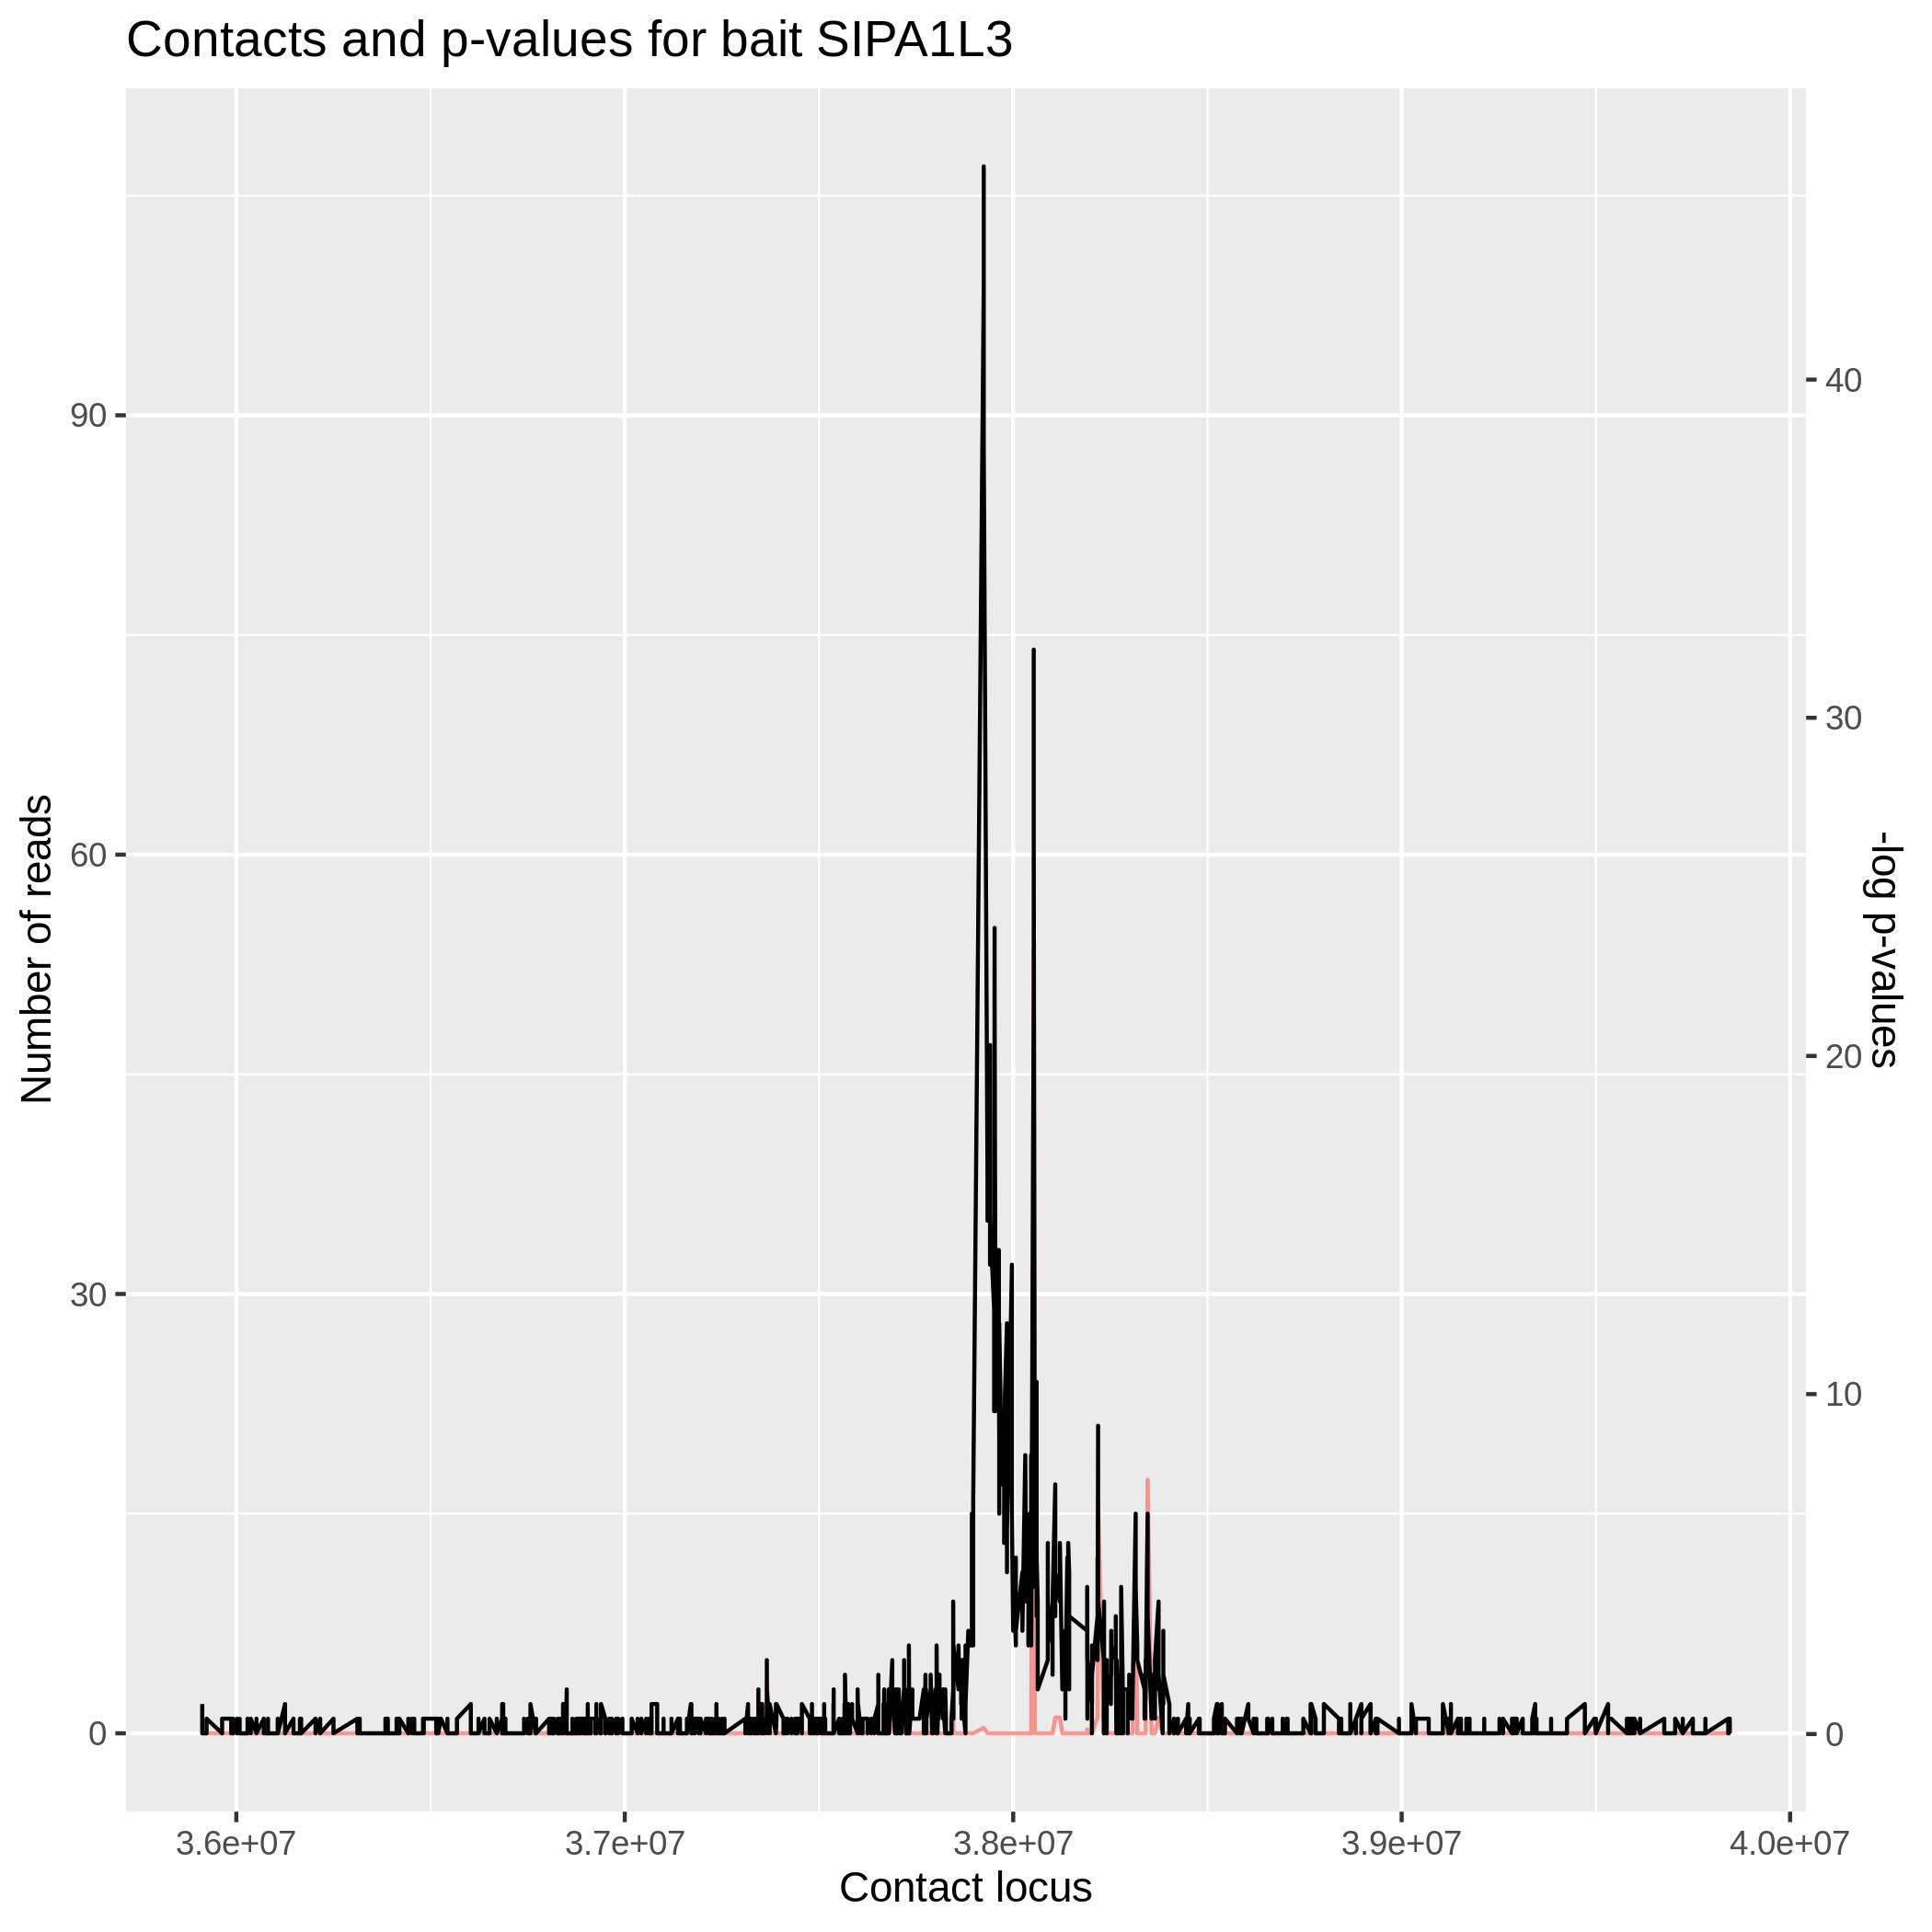 Contacts and p-values for bait SIPA1L3
Number of reads
90
60
30
0
-log p-values
40
30
20
10
0
3.6e+07 3.7e+07 3.8e+07 3.9e+07 4.0e+07
Contact locus